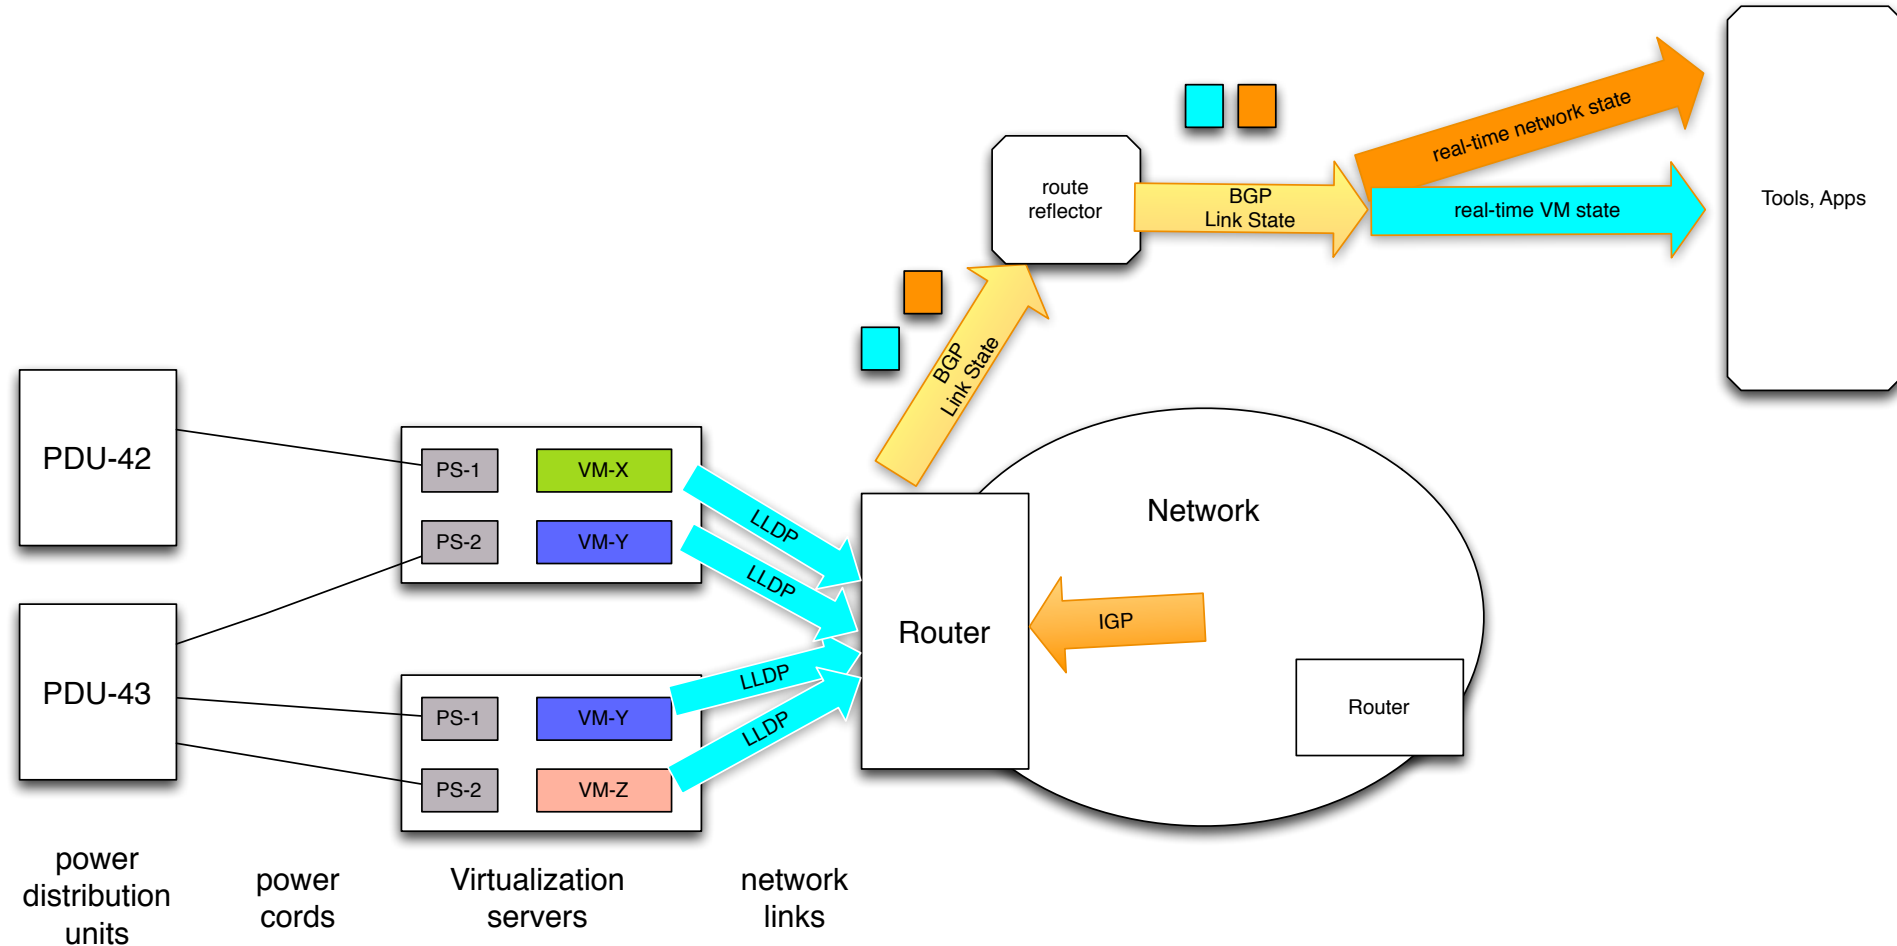 real-time network state
route
reflector
BGP
Link State
real-time VM state
Tools, Apps
BGP
Link State
PDU-42
PS-1
VM-X
PS-2
VM-Y
LLDP
LLDP
Network
Router
IGP
PDU-43
PS-1
VM-Y
PS-2
VM-Z
LLDP
LLDP
Router
power
distribution
units
power
cords
Virtualization
servers
network
links